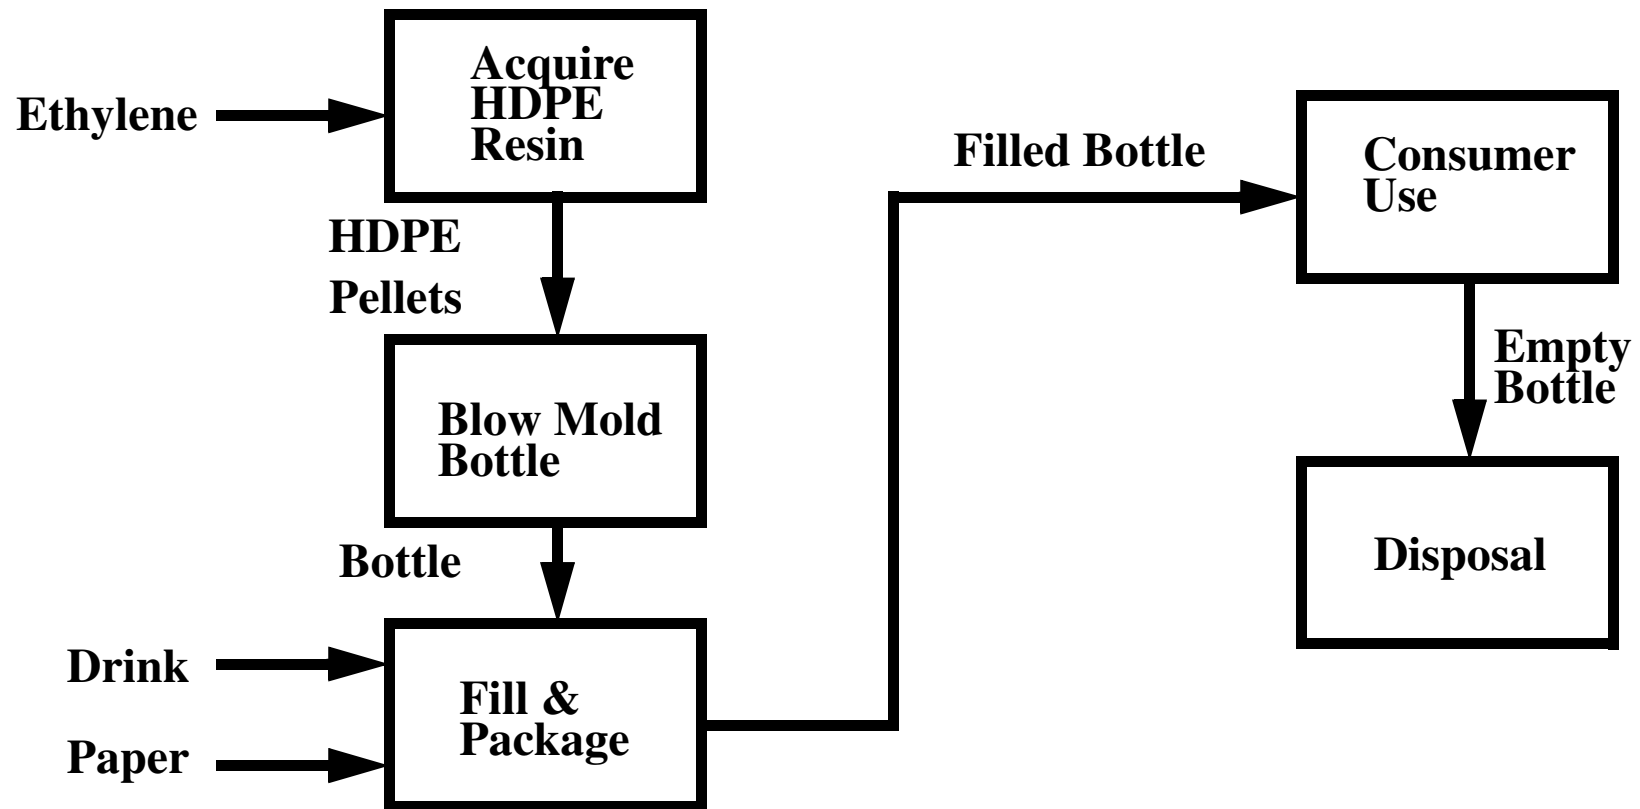 Acquire
HDPE
Resin
Ethylene
HDPE
Pellets
Blow Mold
Bottle
Bottle
Drink
Paper
Fill &
Package
Filled Bottle
Consumer
Use
Empty
Bottle
Disposal